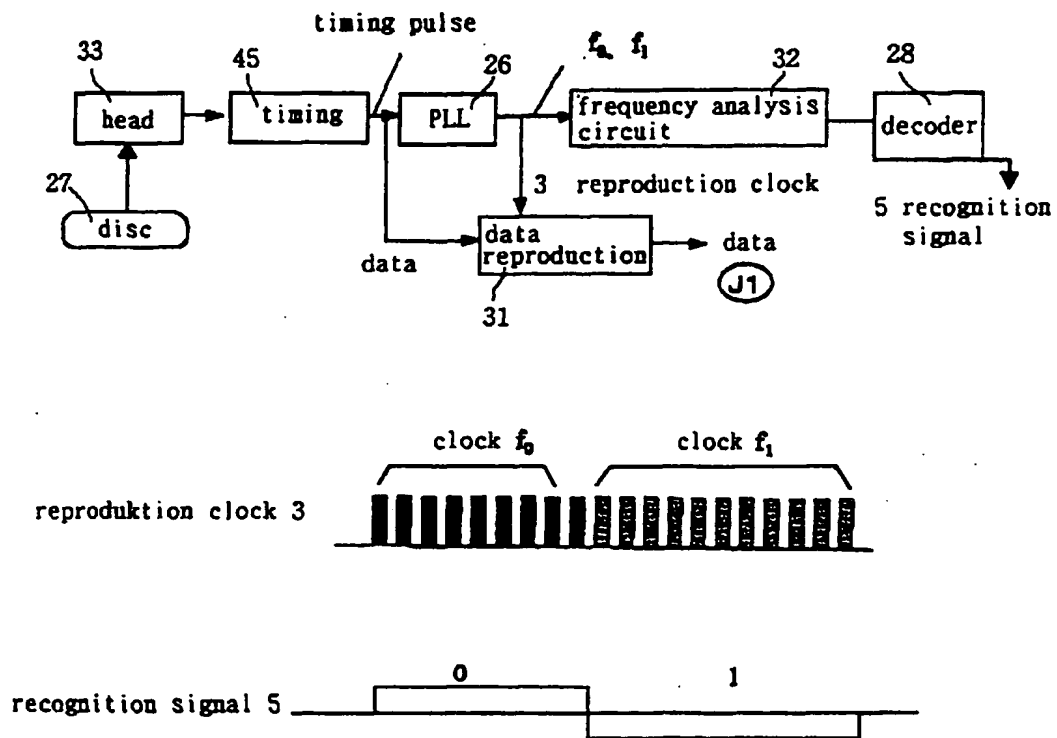 timing pulse
f₀, f₁
33
45
26
32
28
head
timing
PLL
frequency analysis
circuit
decoder
27
disc
3 reproduction clock
data
data
reproduction
data
J1
31
5 recognition
signal
clock f₀
clock f₁
reproduktion clock 3
0
1
recognition signal 5